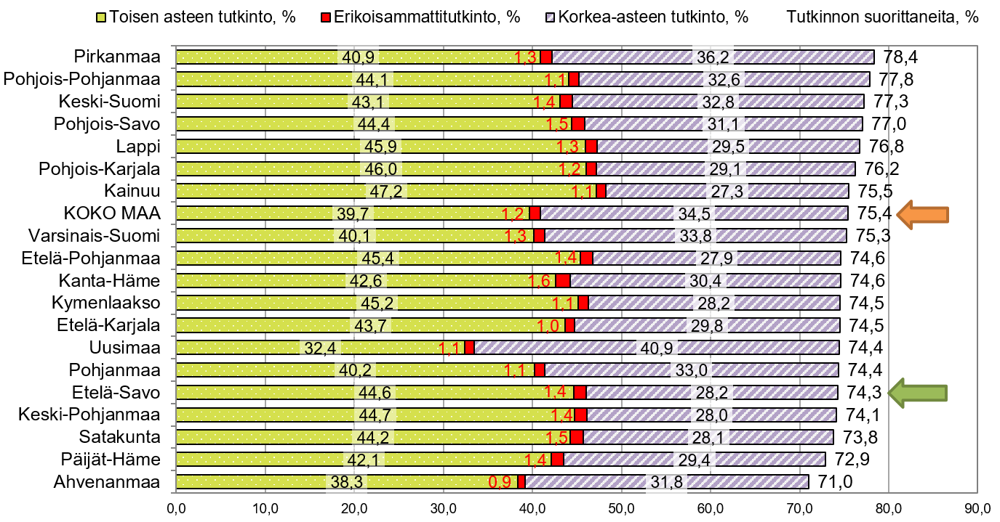 Toisen asteen tutkinto, % Erikoisammattitutkinto, % Korkea-asteen tutkinto, % Tutkinnon suorittaneita, %
Pirkanmaa 40,9 1,3 36,2 78,4
Pohjois-Pohjanmaa 44,1 1,1 32,6 77,8
Keski-Suomi 43,1 1,4 32,8 77,3
Pohjois-Savo 44,4 1,5 31,1 77,0
Lappi 45,9 1,3 29,5 76,8
Pohjois-Karjala 46,0 1,2 29,1 76,2
Kainuu 47,2 1,1 27,3 75,5
KOKO MAA 39,7 1,2 34,5 75,4
Varsinais-Suomi 40,1 1,3 33,8 75,3
Etelä-Pohjanmaa 45,4 1,4 27,9 74,6
Kanta-Häme 42,6 1,6 30,4 74,6
Kymenlaakso 45,2 1,1 28,2 74,5
Etelä-Karjala 43,7 1,0 29,8 74,5
Uusimaa 32,4 1,1 40,9 74,4
Pohjanmaa 40,2 1,1 33,0 74,4
Etelä-Savo 44,6 1,4 28,2 74,3
Keski-Pohjanmaa 44,7 1,4 28,0 74,1
Satakunta 44,2 1,5 28,1 73,8
Päijät-Häme 42,1 1,4 29,4 72,9
Ahvenanmaa 38,3 0,9 31,8 71,0
0,0 10,0 20,0 30,0 40,0 50,0 60,0 70,0 80,0 90,0